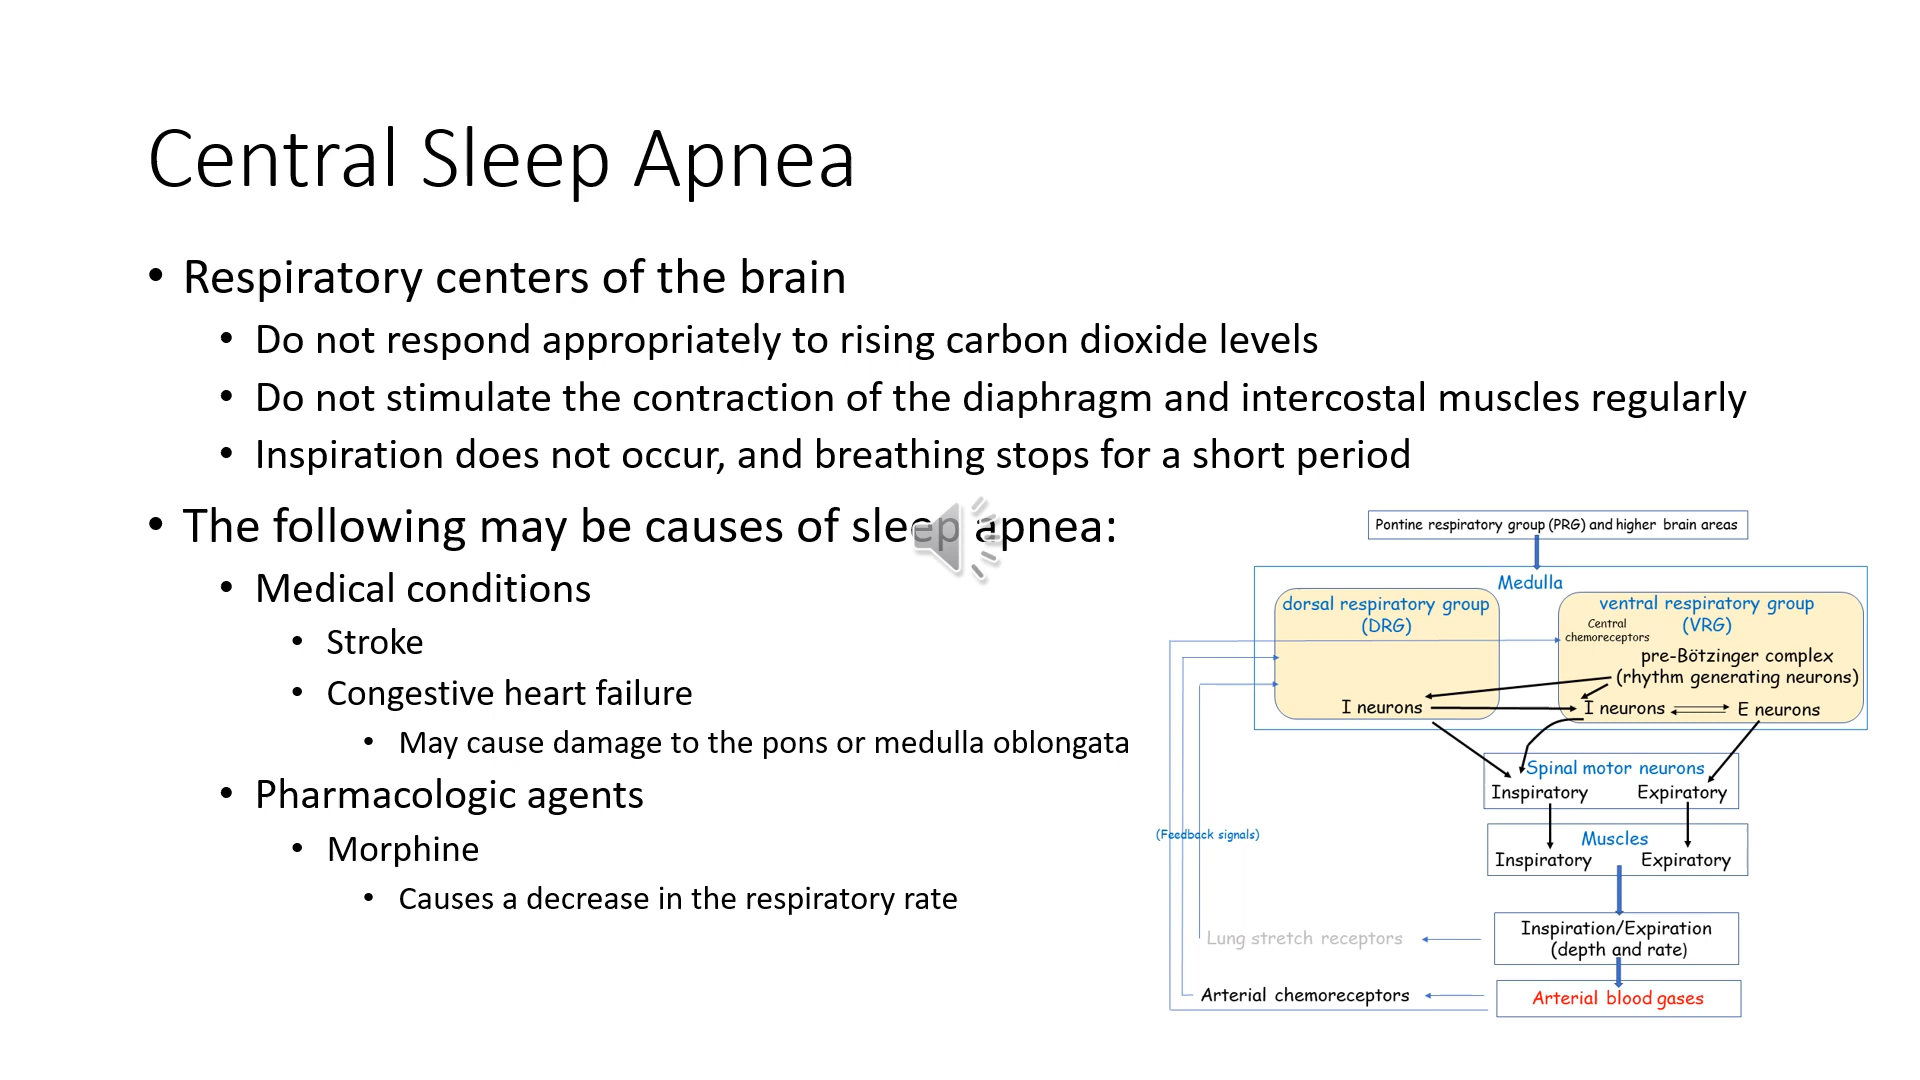 Central Sleep Apnea
• Respiratory centers of the brain
• Do not respond appropriately to rising carbon dioxide levels
• Do not stimulate the contraction of the diaphragm and intercostal muscles regularly
• Inspiration does not occur, and breathing stops for a short period
• The following may be causes of sleep apnea:
• Medical conditions
• Stroke
• Congestive heart failure
• May cause damage to the pons or medulla oblongata
• Pharmacologic agents
• Morphine
• Causes a decrease in the respiratory rate
Pontine respiratory group (PRG) and higher brain areas
Medulla
dorsal respiratory group
(DRG)
ventral respiratory group
(VRG)
Central
chemoreceptors
pre-Bötzinger complex
(rhythm generating neurons)
I neurons
I neurons
E neurons
Spinal motor neurons
Inspiratory
Expiratory
(Feedback signals)
Muscles
Inspiratory
Expiratory
Inspiration/Expiration
(depth and rate)
Lung stretch receptors
Arterial chemoreceptors
Arterial blood gases